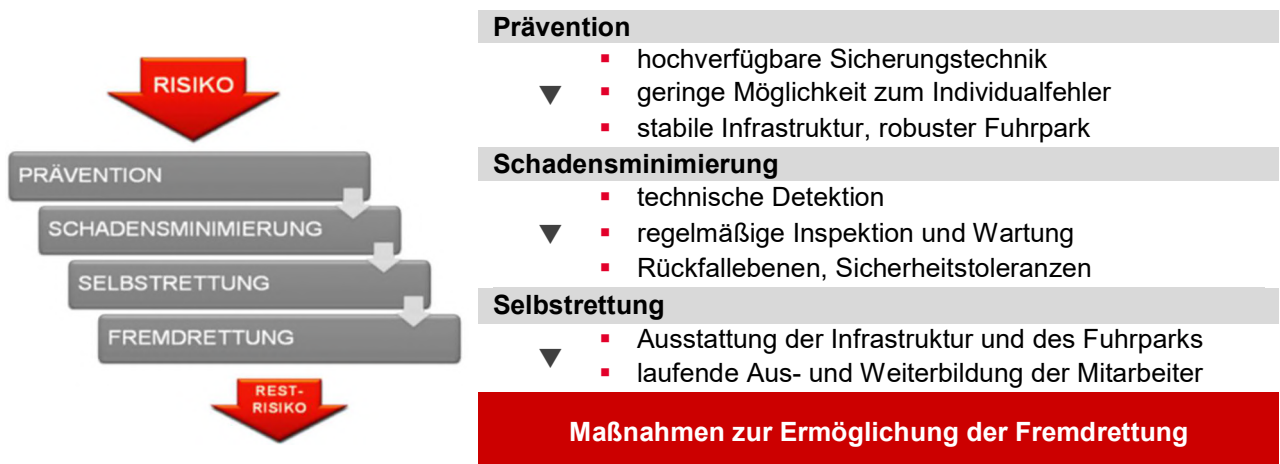 RISIKO
PRÄVENTION
SCHADENSMINIMIERUNG
SELBSTRETTUNG
FREMDRETTUNG
REST-
RISIKO
Prävention
▪ hochverfügbare Sicherungstechnik
▼ ▪ geringe Möglichkeit zum Individualfehler
▪ stabile Infrastruktur, robuster Fuhrpark
Schadensminimierung
▪ technische Detektion
▼ ▪ regelmäßige Inspektion und Wartung
▪ Rückfallebenen, Sicherheitstoleranzen
Selbstrettung
▼ ▪ Ausstattung der Infrastruktur und des Fuhrparks
▪ laufende Aus- und Weiterbildung der Mitarbeiter
Maßnahmen zur Ermöglichung der Fremdrettung